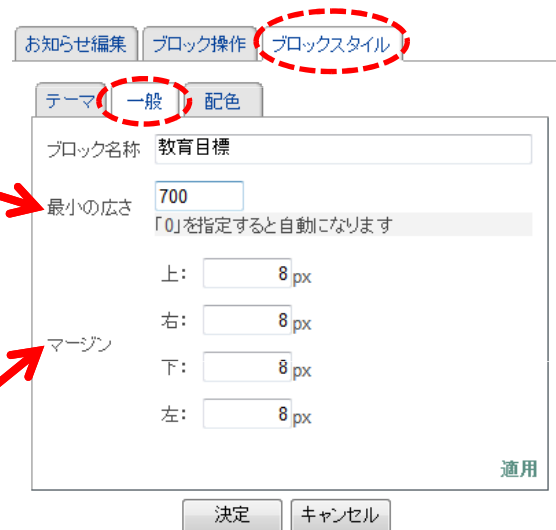 お知らせ編集 ブロック操作 ブロックスタイル
テーマ 一般 配色
ブロック名称 教育目標
最小の広さ 700
「0」を指定すると自動になります
マージン
上: 8 px
右: 8 px
下: 8 px
左: 8 px
適用
決定 キャンセル